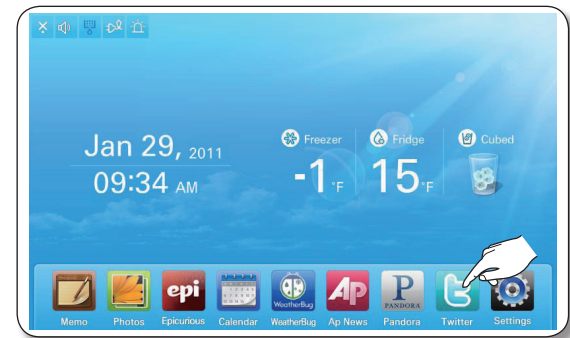 Jan 29, 2011
09:34 AM
Freezer
-1 °F
Fridge
15 °F
Cubed
epi
WeatherBug
AP
P
PANDORA
t
Memo
Photos
Epicurious
Calendar
WeatherBug
Ap News
Pandora
Twitter
Settings